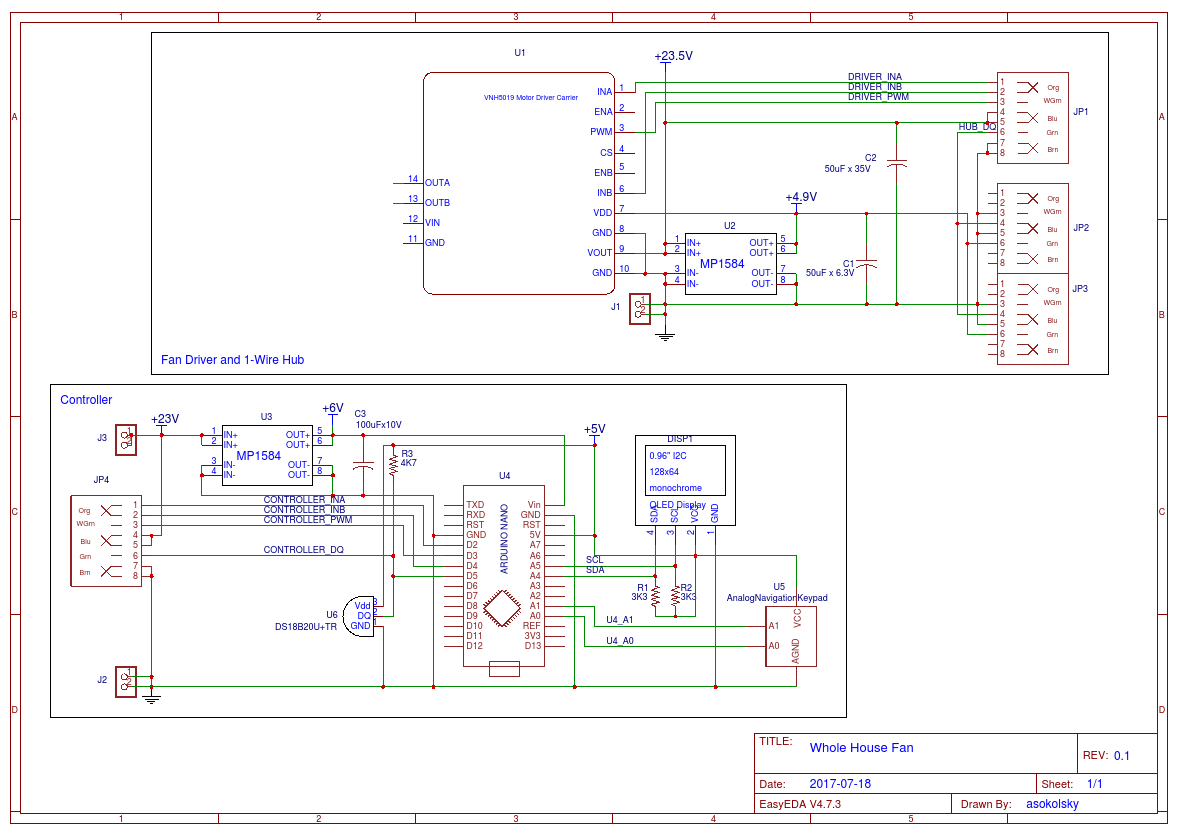 1 2 3 4 5
A A
B B
C C
D D
1 2 3 4 5
U1
VNH5019 Motor Driver Carrier
INA 1
ENA 2
PWM 3
CS 4
ENB 5
INB 6
VDD 7
GND 8
VOUT 9
GND 10
14 OUTA
13 OUTB
12 VIN
11 GND
+23.5V
DRIVER_INA
DRIVER_INB
DRIVER_PWM
HUB_DQ
C2
50uF x 35V
+4.9V
U2
MP1584
1 IN+
2 IN+
3 IN-
4 IN-
OUT+ 5
OUT+ 6
OUT- 7
OUT- 8
C1
50uF x 6.3V
J1
1
2
JP1
1
2
3
4
5
6
7
8
Org
WGrn
Blu
Grn
Brn
JP2
1
2
3
4
5
6
7
8
Org
WGrn
Blu
Grn
Brn
JP3
1
2
3
4
5
6
7
8
Org
WGrn
Blu
Grn
Brn
Fan Driver and 1-Wire Hub
Controller
J3
1
2
+23V
U3
MP1584
1 IN+
2 IN+
3 IN-
4 IN-
OUT+ 5
OUT+ 6
OUT- 7
OUT- 8
+6V
C3
100uFx10V
R3
4K7
JP4
Org
WGrn
Blu
Grn
Brn
1
2
3
4
5
6
7
8
CONTROLLER_INA
CONTROLLER_INB
CONTROLLER_PWM
CONTROLLER_DQ
U6
DS18B20U+TR
Vdd 3
DQ 2
GND 1
J2
1
2
U4
ARDUINO NANO
TXD
RXD
RST
GND
D2
D3
D4
D5
D6
D7
D8
D9
D10
D11
D12
Vin
GND
RST
5V
A7
A6
A5
A4
A3
A2
A1
A0
REF
3V3
D13
+5V
SCL
SDA
DISP1
0.96" I2C
128x64
monochrome
OLED Display
SDA
SCL
VCC
GND
4 3 2 1
R1
3K3
R2
3K3
U4_A1
U4_A0
U5
AnalogNavigationKeypad
A1
A0
VCC
AGND
TITLE:
Whole House Fan
REV: 0.1
Date: 2017-07-18
Sheet: 1/1
EasyEDA V4.7.3
Drawn By: asokolsky